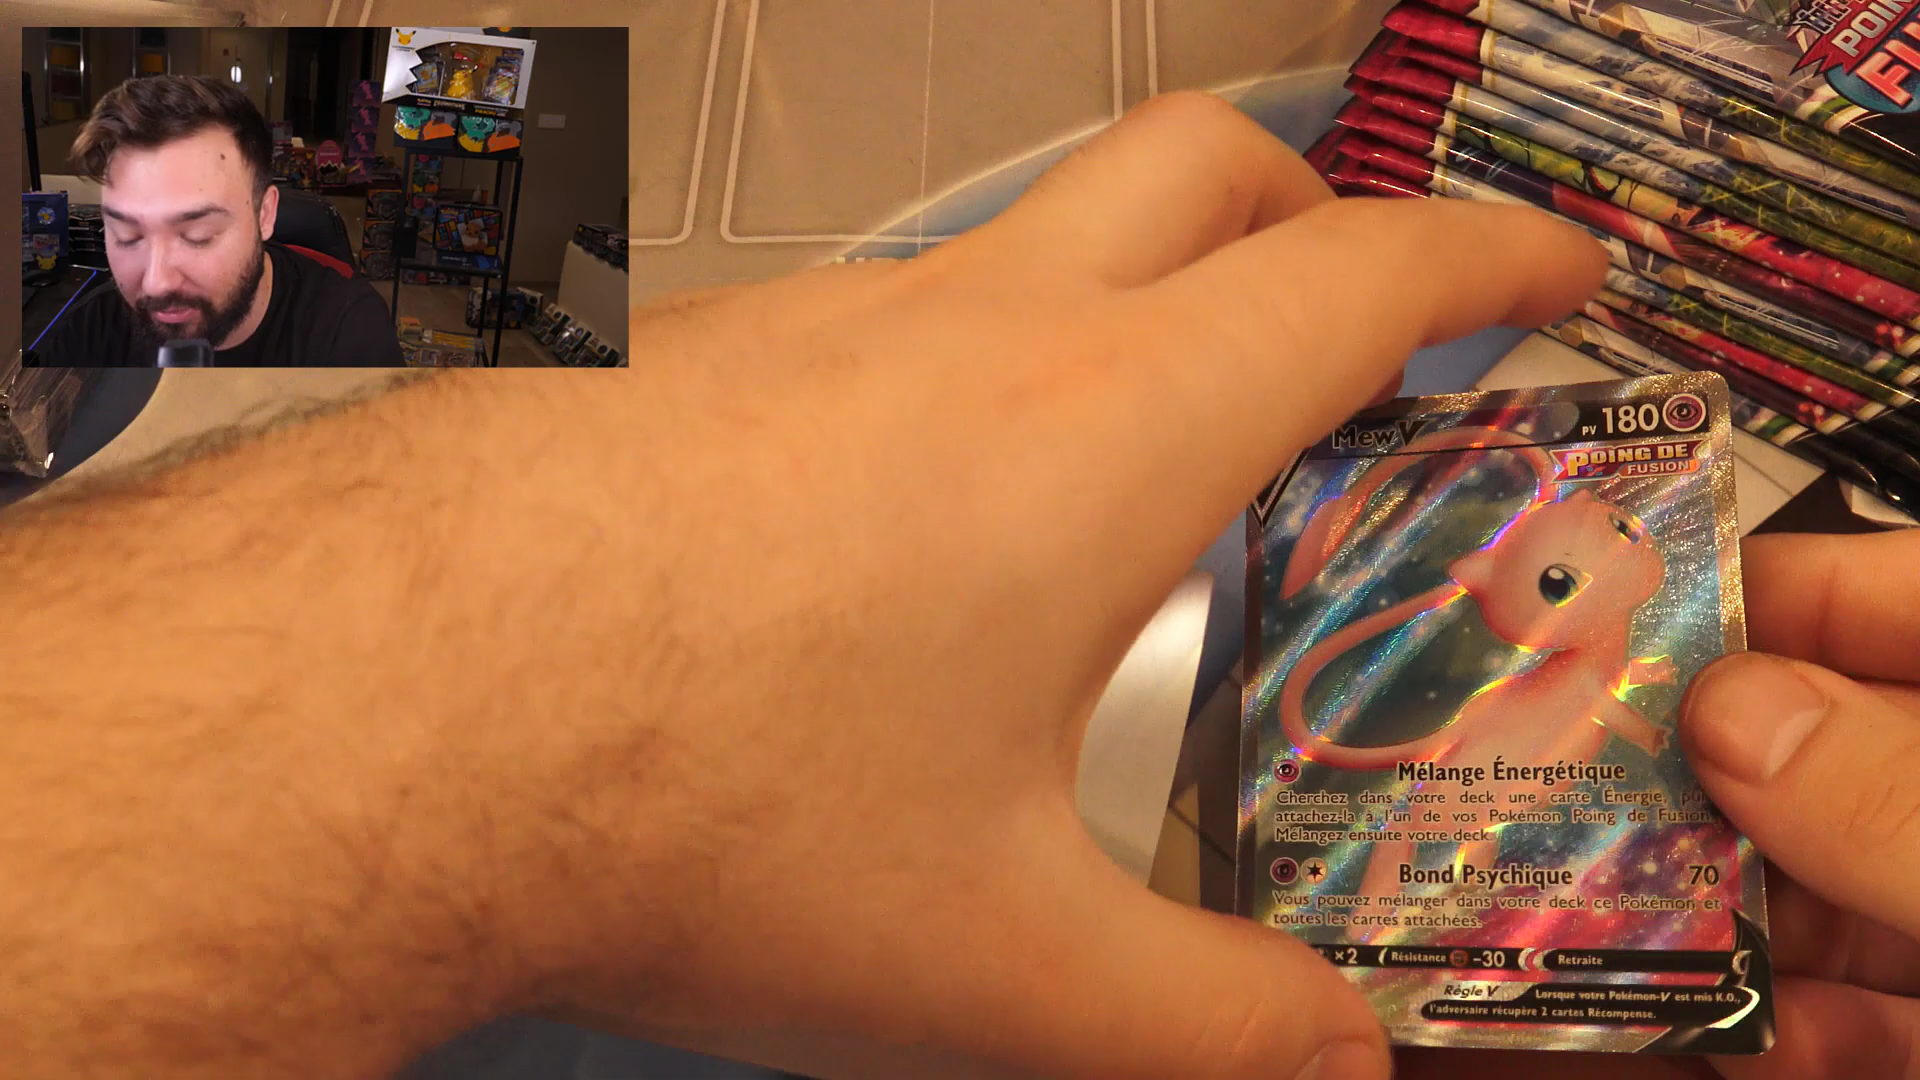 POING
FU
Mew V
PV 180
POING DE
FUSION
Mélange Énergétique
Cherchez dans votre deck une carte Énergie, pui
attachez-la à l'un de vos Pokémon Poing de Fusion.
Mélangez ensuite votre deck.
Bond Psychique 70
Vous pouvez mélanger dans votre deck ce Pokémon et
toutes les cartes attachées.
×2 Résistance -30 Retraite
Règle V Lorsque votre Pokémon-V est mis K.O.,
l'adversaire récupère 2 cartes Récompense.